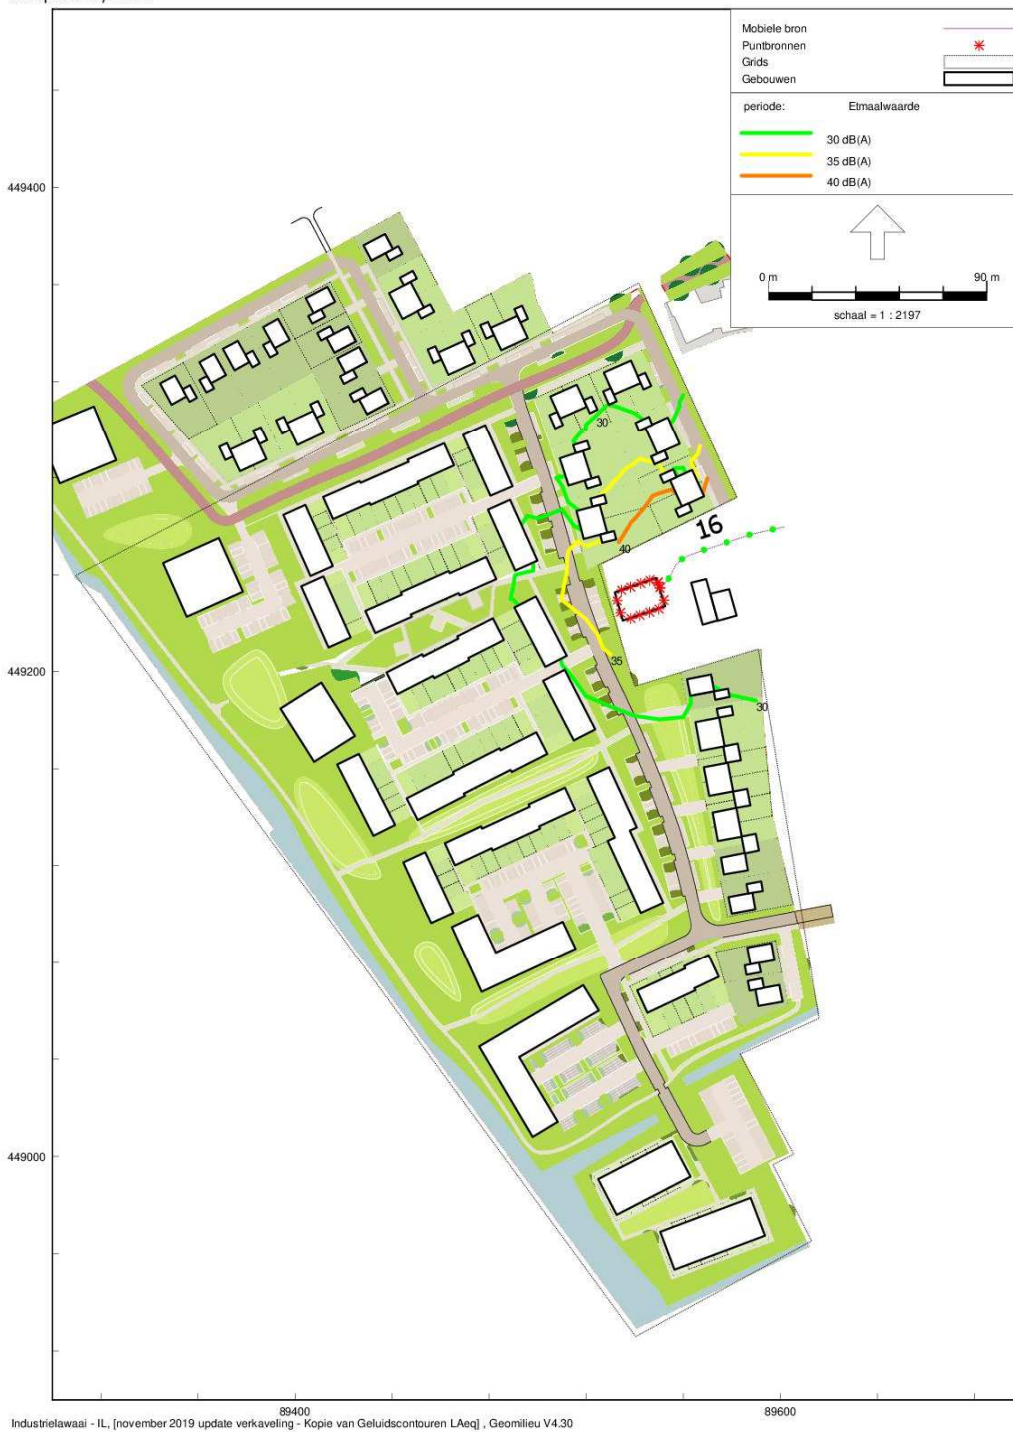 Mobiele bron
Puntbronnen
Grids
Gebouwen
periode: Etmaalwaarde
30 dB(A)
35 dB(A)
40 dB(A)
0 m 90 m
schaal = 1 : 2197
449400
30
16
40
449200
35
30
449000
89400 89600
Industrielawaai - IL, [november 2019 update verkaveling - Kopie van Geluidscontouren LAeq] , Geomilieu V4.30